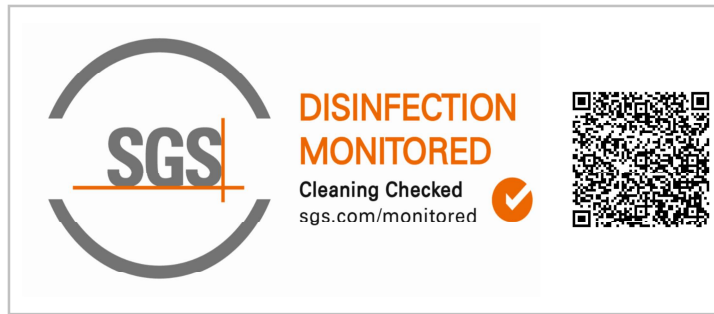 SGS
DISINFECTION
MONITORED
Cleaning Checked
sgs.com/monitored